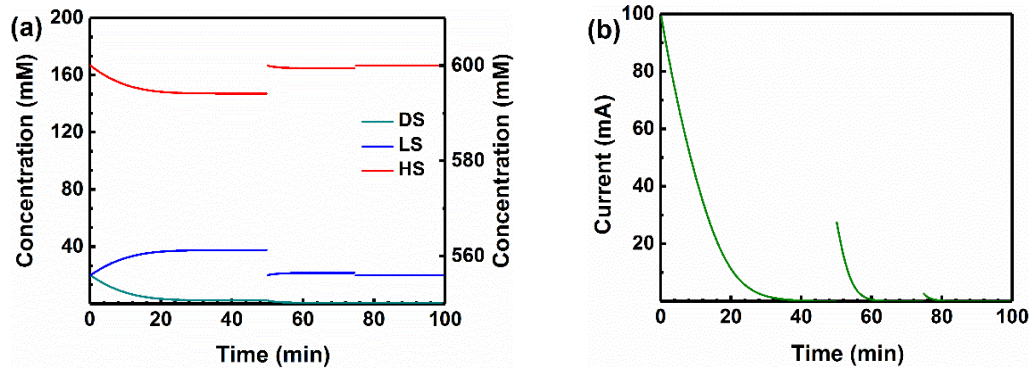 (a)
Concentration (mM)
200
160
120
80
40
0
0 20 40 60 80 100
Time (min)
DS
LS
HS
600
580
560
Concentration (mM)
(b)
Current (mA)
100
80
60
40
20
0 20 40 60 80 100
Time (min)